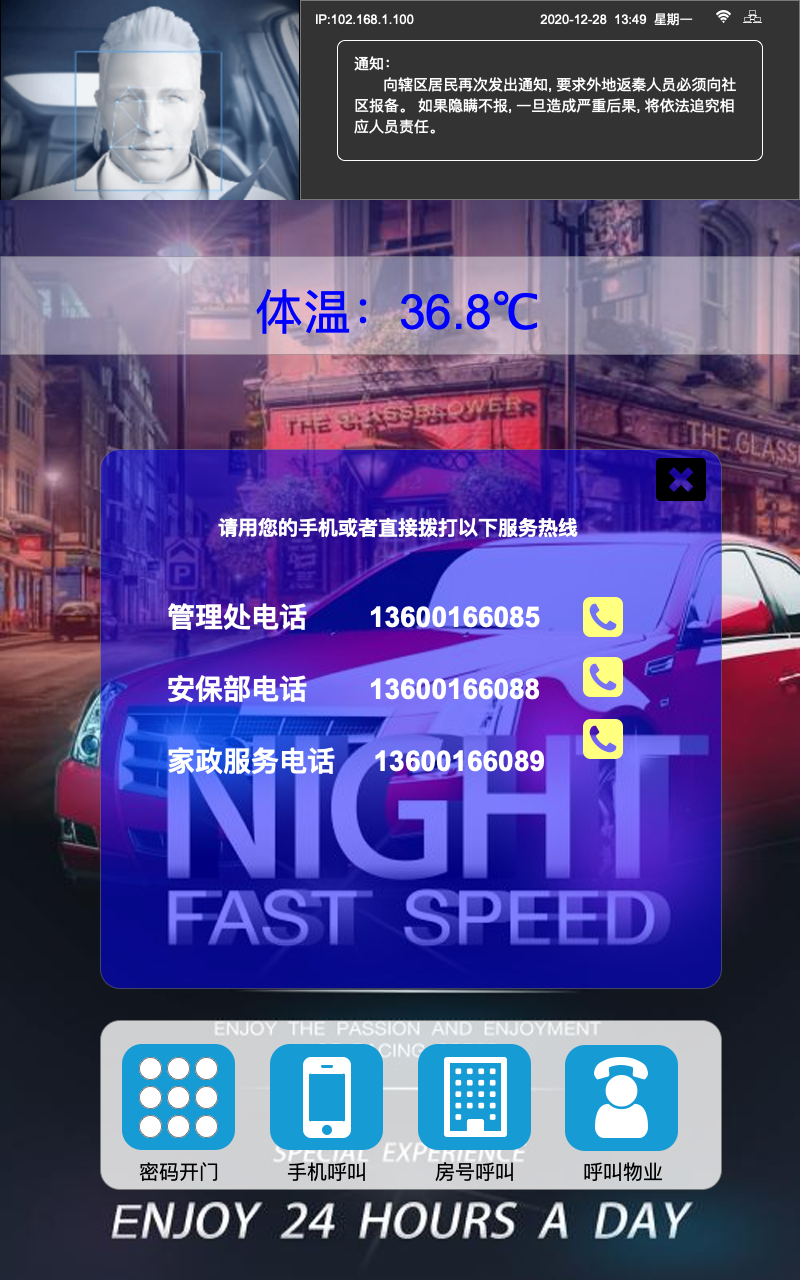 IP:102.168.1.100 2020-12-28 13:49 星期一
通知：
向辖区居民再次发出通知, 要求外地返秦人员必须向社
区报备。 如果隐瞒不报, 一旦造成严重后果, 将依法追究相
应人员责任。
体温：36.8℃
THE GLASSBLOWER
THE GLASS
请用您的手机或者直接拨打以下服务热线
P
管理处电话 13600166085
安保部电话 13600166088
家政服务电话 13600166089
NIGHT
FAST SPEED
ENJOY THE PASSION AND ENJOYMENT
SPECIAL EXPERIENCE
密码开门 手机呼叫 房号呼叫 呼叫物业
ENJOY 24 HOURS A DAY